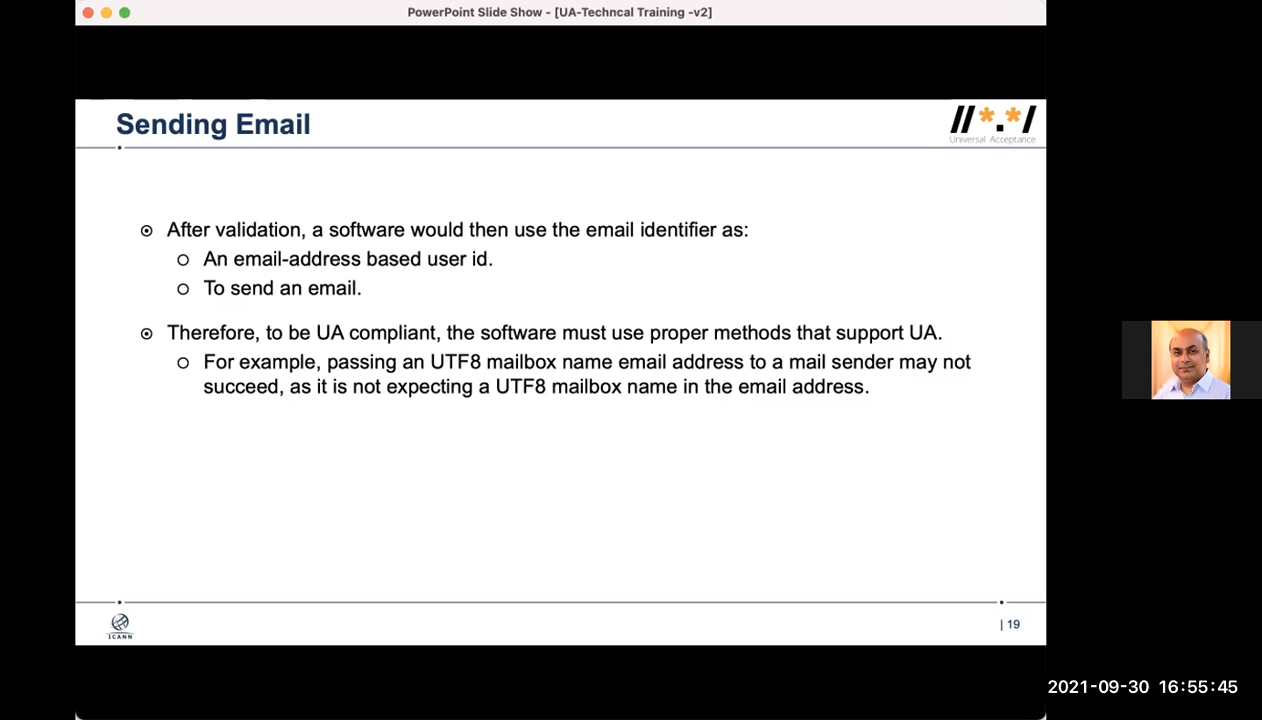 PowerPoint Slide Show - [UA-Techncal Training -v2]
Sending Email
//*.*/
Universal Acceptance
After validation, a software would then use the email identifier as:
An email-address based user id.
To send an email.
Therefore, to be UA compliant, the software must use proper methods that support UA.
For example, passing an UTF8 mailbox name email address to a mail sender may not
succeed, as it is not expecting a UTF8 mailbox name in the email address.
ICANN
| 19
2021-09-30 16:55:45